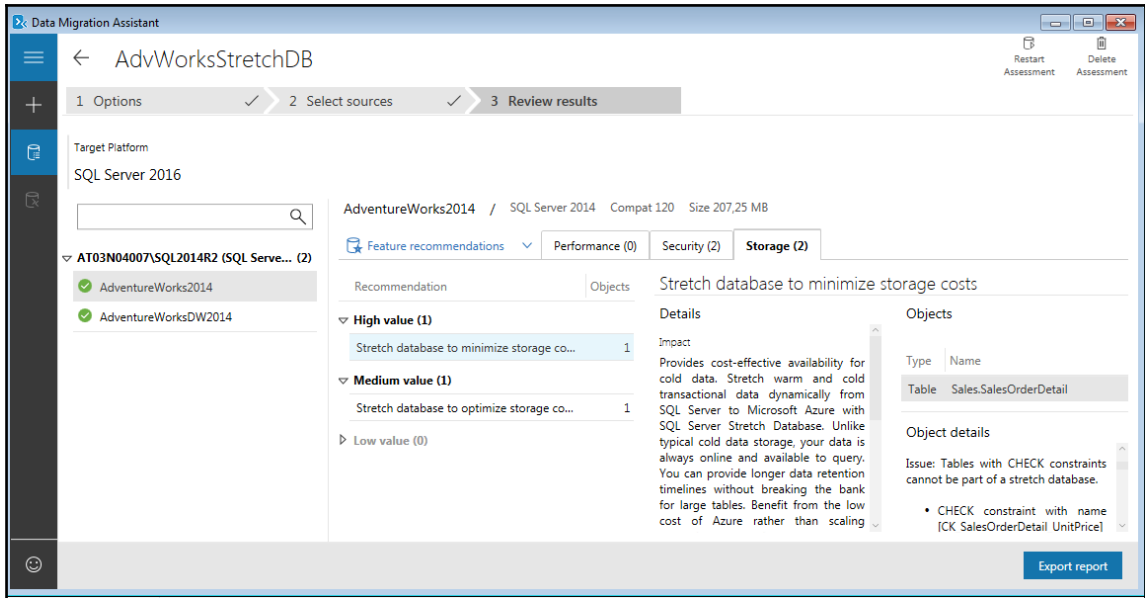 Data Migration Assistant
AdvWorksStretchDB
Restart
Assessment
Delete
Assessment
1 Options
2 Select sources
3 Review results
Target Platform
SQL Server 2016
AT03N04007\SQL2014R2 (SQL Serve... (2)
AdventureWorks2014
AdventureWorksDW2014
AdventureWorks2014 / SQL Server 2014 Compat 120 Size 207,25 MB
Feature recommendations
Performance (0)
Security (2)
Storage (2)
Recommendation Objects
High value (1)
Stretch database to minimize storage co... 1
Medium value (1)
Stretch database to optimize storage co... 1
Low value (0)
Stretch database to minimize storage costs
Details
Impact
Provides cost-effective availability for
cold data. Stretch warm and cold
transactional data dynamically from
SQL Server to Microsoft Azure with
SQL Server Stretch Database. Unlike
typical cold data storage, your data is
always online and available to query.
You can provide longer data retention
timelines without breaking the bank
for large tables. Benefit from the low
cost of Azure rather than scaling
Objects
Type Name
Table Sales.SalesOrderDetail
Object details
Issue: Tables with CHECK constraints
cannot be part of a stretch database.
• CHECK constraint with name
[CK SalesOrderDetail UnitPrice]
Export report